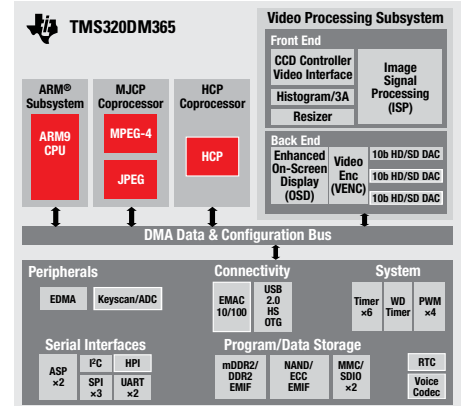 TMS320DM365
Video Processing Subsystem
Front End
CCD Controller
Video Interface
Histogram/3A
Resizer
Image
Signal
Processing
(ISP)
Back End
Enhanced
On-Screen
Display
(OSD)
Video
Enc
(VENC)
10b HD/SD DAC
10b HD/SD DAC
10b HD/SD DAC
ARM®
Subsystem
ARM9
CPU
MJCP
Coprocessor
MPEG-4
JPEG
HCP
Coprocessor
HCP
DMA Data & Configuration Bus
Peripherals
EDMA
Keyscan/ADC
Connectivity
EMAC
10/100
USB
2.0
HS
OTG
System
Timer
×6
WD
Timer
PWM
×4
Serial Interfaces
ASP
×2
I²C
HPI
SPI
×3
UART
×2
Program/Data Storage
mDDR2/
DDR2
EMIF
NAND/
ECC
EMIF
MMC/
SDIO
×2
RTC
Voice
Codec